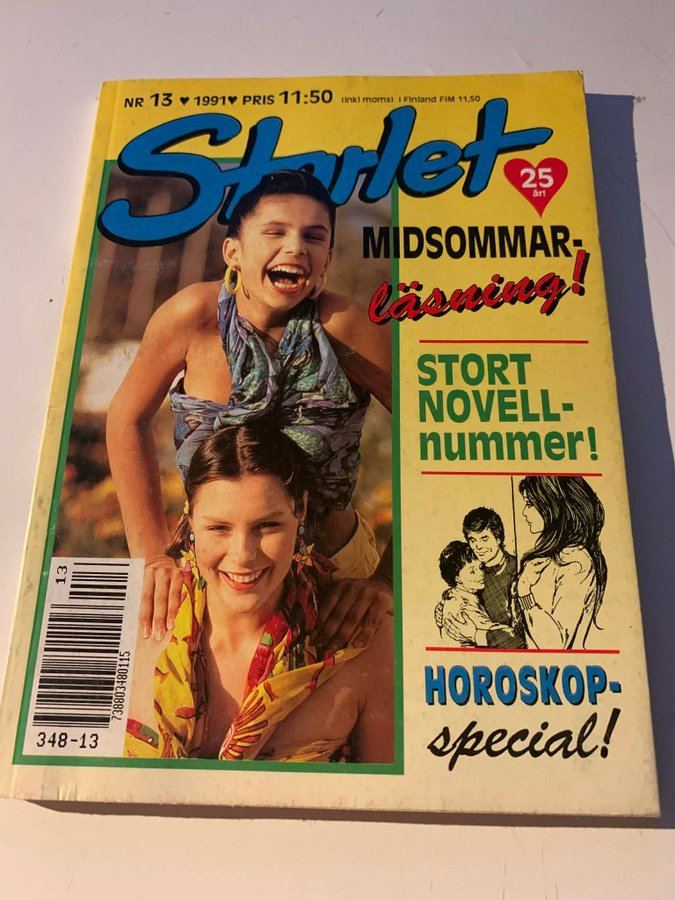 NR 13 ♥ 1991♥ PRIS 11:50 (inkl moms) I Finland FIM 11,50
Starlet
25
år!
MIDSOMMAR-
läsning!
STORT
NOVELL-
nummer!
HOROSKOP-
special!
13
738803480115
348-13